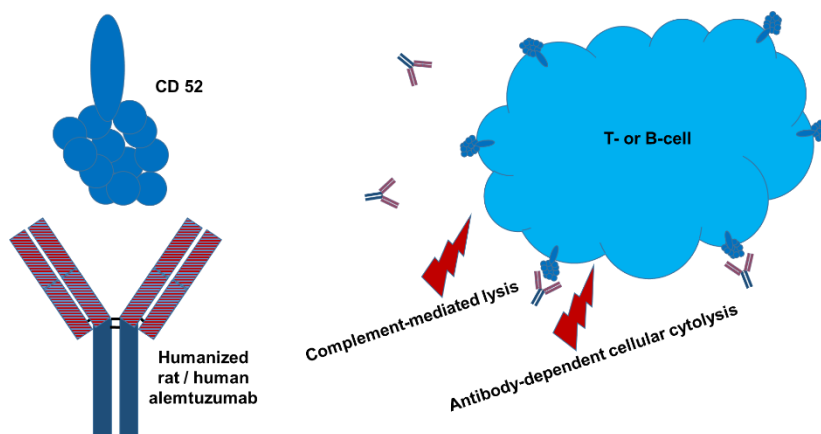 CD 52
T- or B-cell
Complement-mediated lysis
Antibody-dependent cellular cytolysis
Humanized
rat / human
alemtuzumab